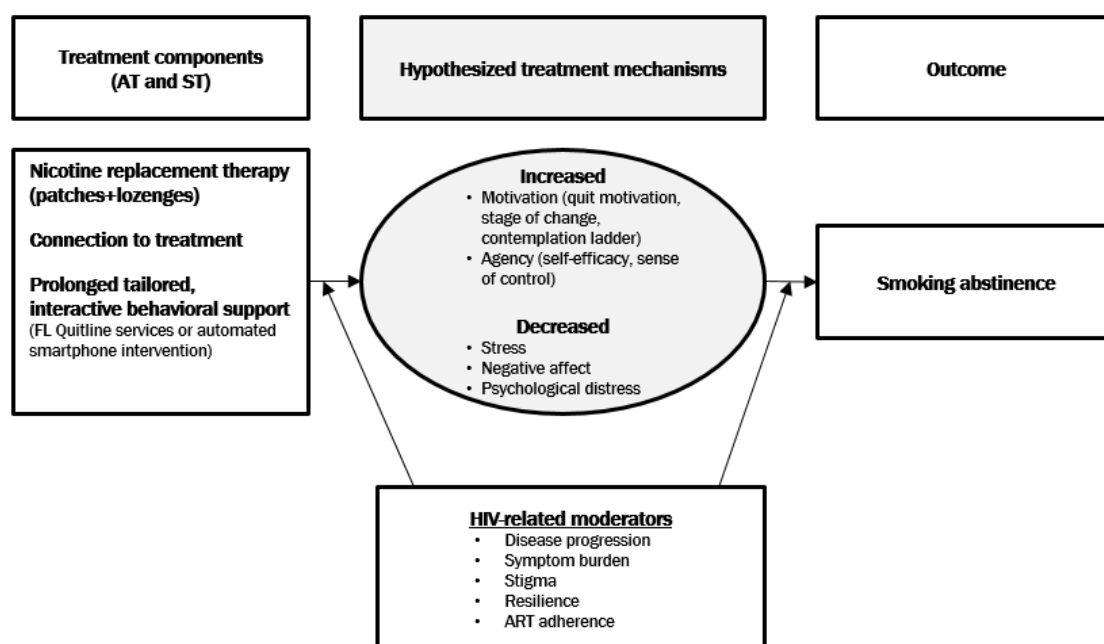 Treatment components
(AT and ST)
Hypothesized treatment mechanisms
Outcome
Nicotine replacement therapy
(patches+lozenges)
Connection to treatment
Prolonged tailored,
interactive behavioral support
(FL Quitline services or automated
smartphone intervention)
Increased
• Motivation (quit motivation,
stage of change,
contemplation ladder)
• Agency (self-efficacy, sense
of control)
Decreased
• Stress
• Negative affect
• Psychological distress
Smoking abstinence
HIV-related moderators
• Disease progression
• Symptom burden
• Stigma
• Resilience
• ART adherence